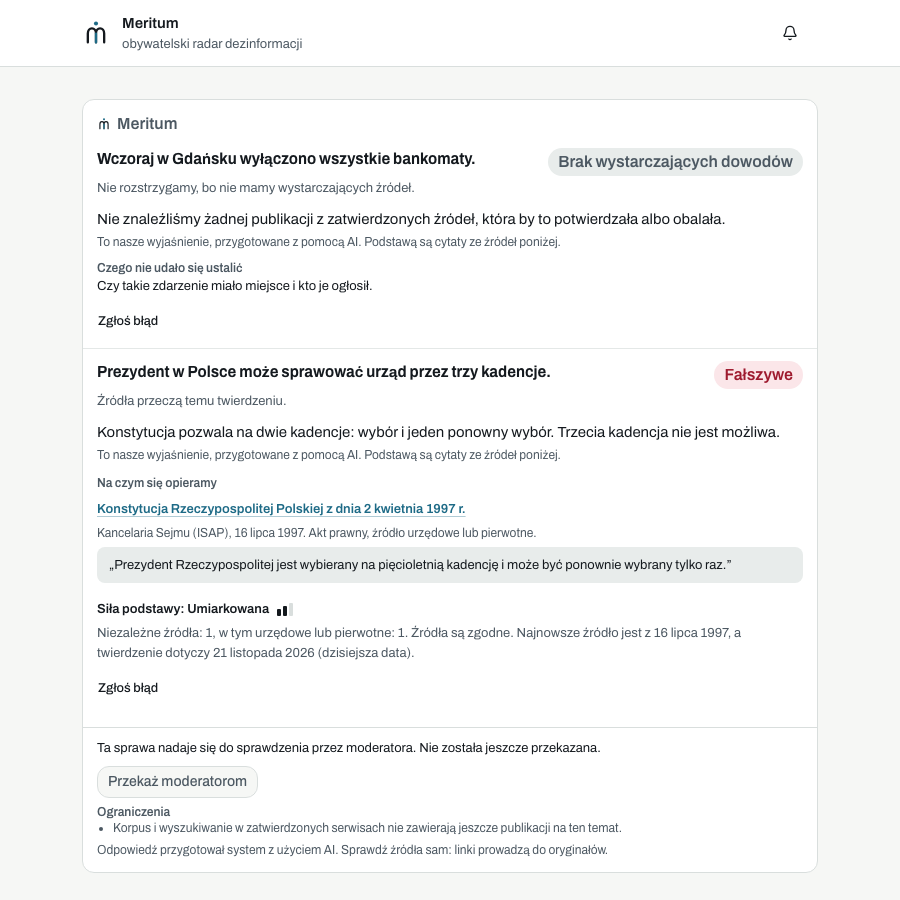 Meritum
obywatelski radar dezinformacji
Meritum
Wczoraj w Gdańsku wyłączono wszystkie bankomaty.
Brak wystarczających dowodów
Nie rozstrzygamy, bo nie mamy wystarczających źródeł.
Nie znaleźliśmy żadnej publikacji z zatwierdzonych źródeł, która by to potwierdzała albo obalała.
To nasze wyjaśnienie, przygotowane z pomocą AI. Podstawą są cytaty ze źródeł poniżej.
Czego nie udało się ustalić
Czy takie zdarzenie miało miejsce i kto je ogłosił.
Zgłoś błąd
Prezydent w Polsce może sprawować urząd przez trzy kadencje.
Fałszywe
Źródła przeczą temu twierdzeniu.
Konstytucja pozwala na dwie kadencje: wybór i jeden ponowny wybór. Trzecia kadencja nie jest możliwa.
To nasze wyjaśnienie, przygotowane z pomocą AI. Podstawą są cytaty ze źródeł poniżej.
Na czym się opieramy
Konstytucja Rzeczypospolitej Polskiej z dnia 2 kwietnia 1997 r.
Kancelaria Sejmu (ISAP), 16 lipca 1997. Akt prawny, źródło urzędowe lub pierwotne.
„Prezydent Rzeczypospolitej jest wybierany na pięcioletnią kadencję i może być ponownie wybrany tylko raz.”
Siła podstawy: Umiarkowana
Niezależne źródła: 1, w tym urzędowe lub pierwotne: 1. Źródła są zgodne. Najnowsze źródło jest z 16 lipca 1997, a
twierdzenie dotyczy 21 listopada 2026 (dzisiejsza data).
Zgłoś błąd
Ta sprawa nadaje się do sprawdzenia przez moderatora. Nie została jeszcze przekazana.
Przekaż moderatorom
Ograniczenia
• Korpus i wyszukiwanie w zatwierdzonych serwisach nie zawierają jeszcze publikacji na ten temat.
Odpowiedź przygotował system z użyciem AI. Sprawdź źródła sam: linki prowadzą do oryginałów.